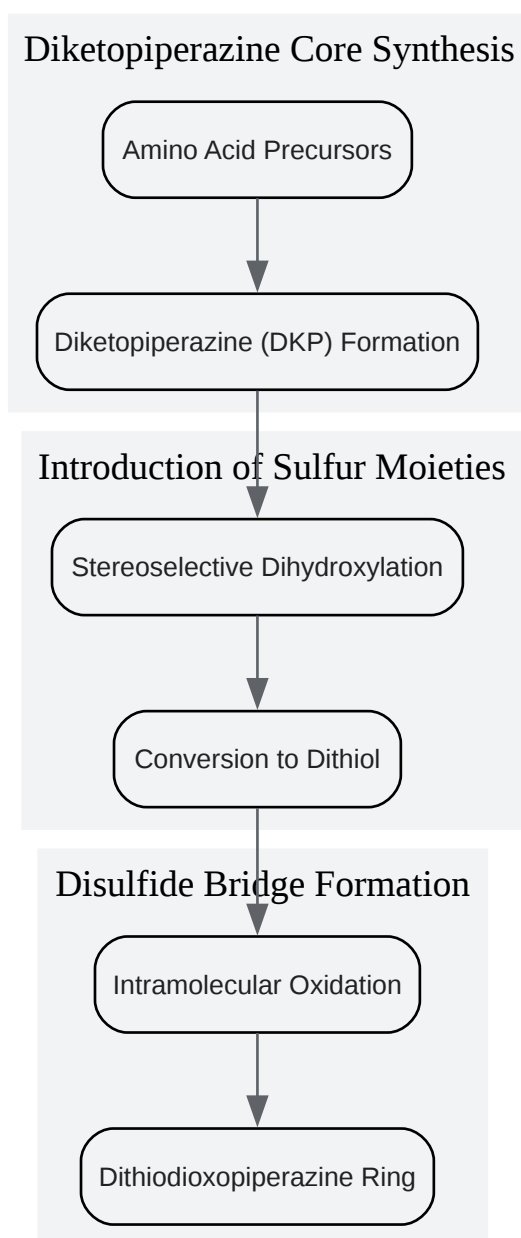 Diketopiperazine Core Synthesis
Amino Acid Precursors
Diketopiperazine (DKP) Formation
Introduction of Sulfur Moieties
Stereoselective Dihydroxylation
Conversion to Dithiol
Disulfide Bridge Formation
Intramolecular Oxidation
Dithiodioxopiperazine Ring